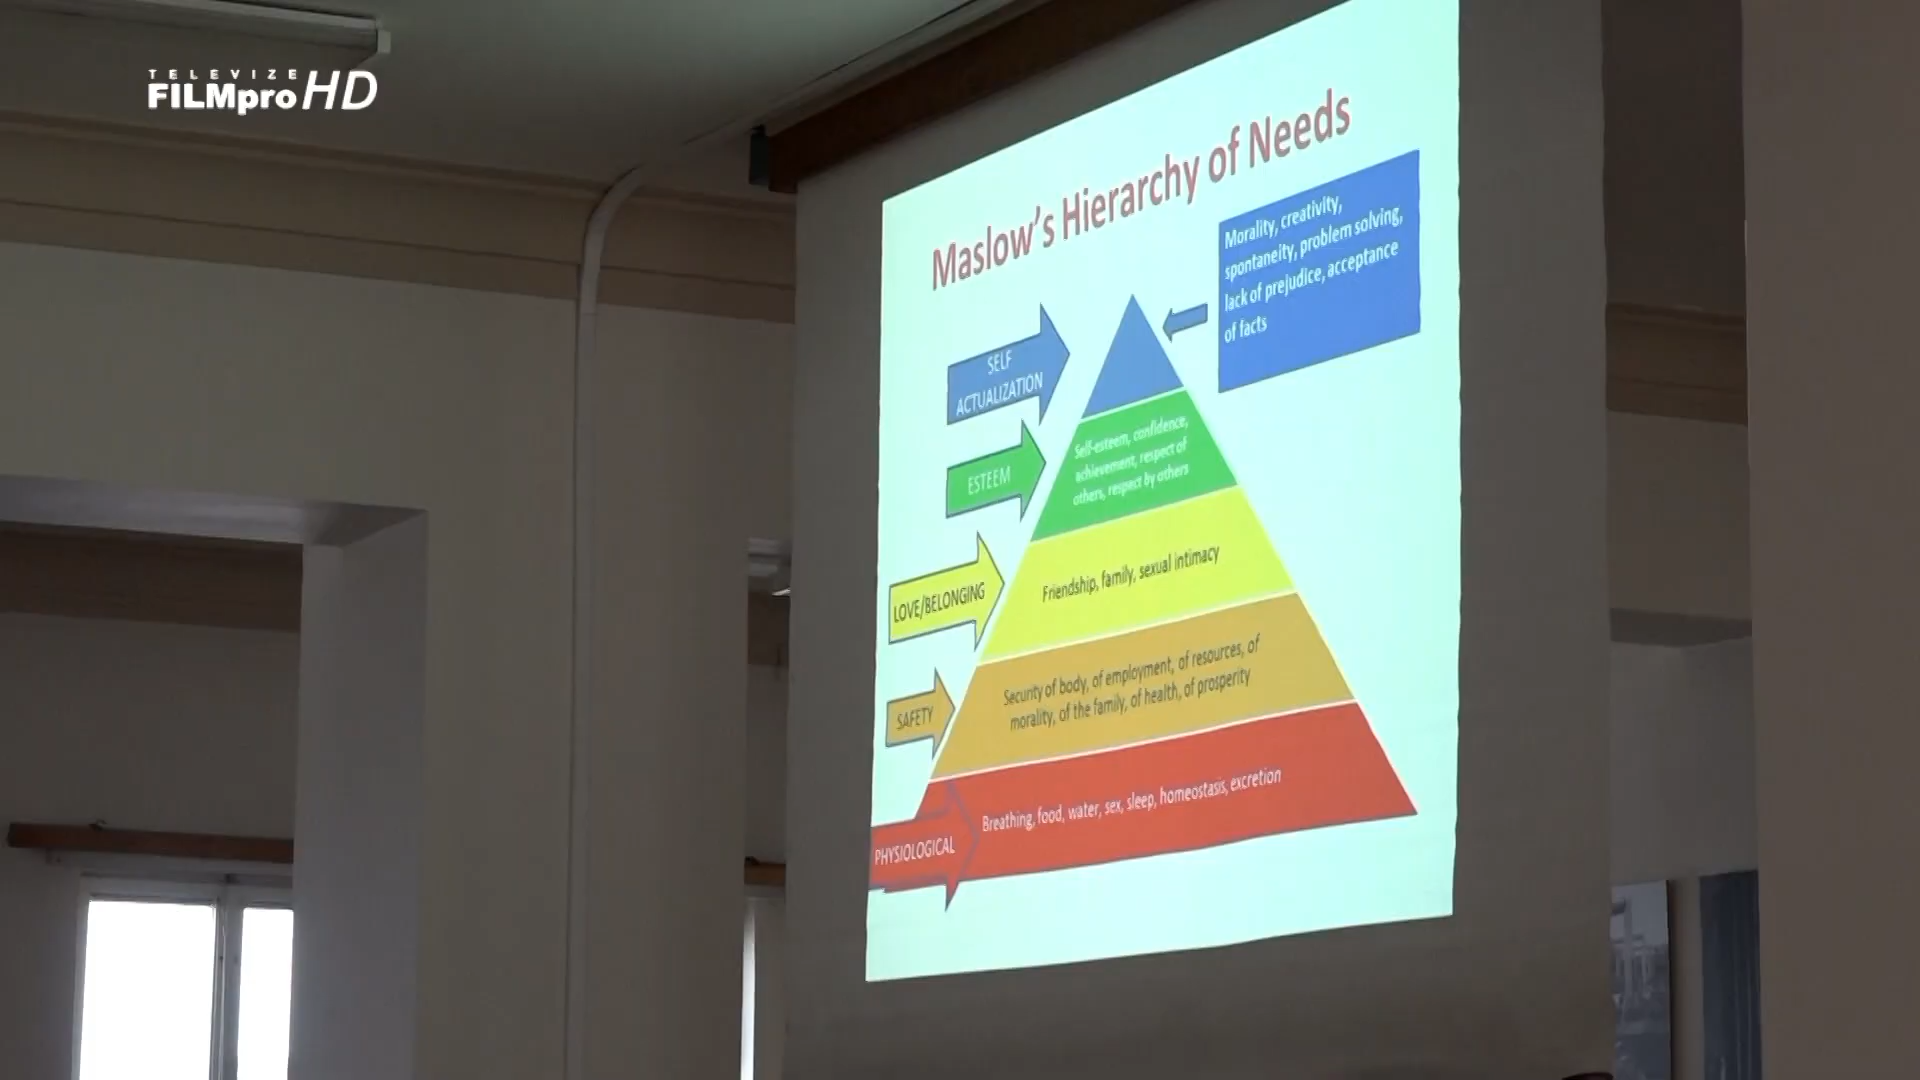 TELEVIZE
FILMpro HD
Maslow's Hierarchy of Needs
Morality, creativity,
spontaneity, problem solving,
lack of prejudice, acceptance
of facts
SELF
ACTUALIZATION
ESTEEM
Self-esteem, confidence,
achievement, respect of
others, respect by others
LOVE/BELONGING
Friendship, family, sexual intimacy
SAFETY
Security of body, of employment, of resources, of
morality, of the family, of health, of prosperity
PHYSIOLOGICAL
Breathing, food, water, sex, sleep, homeostasis, excretion